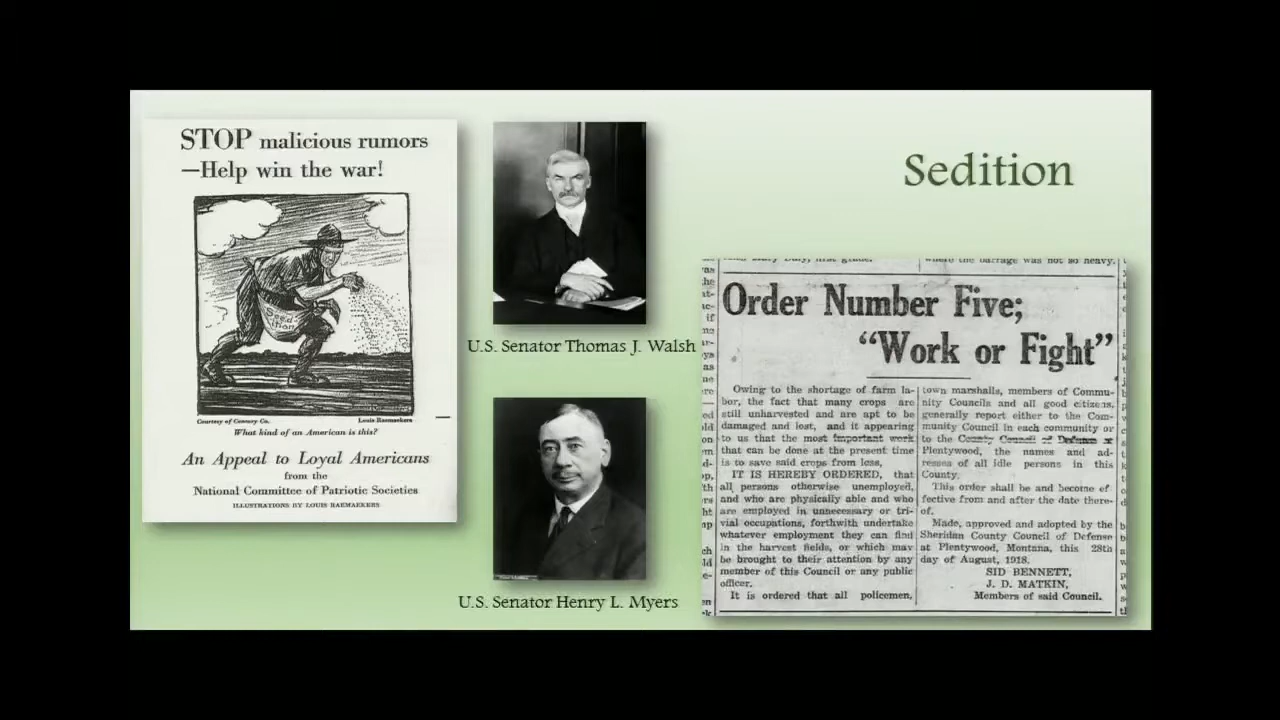 STOP malicious rumors
—Help win the war!
Seed
ition
Courtesy of Century Co. Louis Raemaekers
What kind of an American is this?
An Appeal to Loyal Americans
from the
National Committee of Patriotic Societies
ILLUSTRATIONS BY LOUIS RAEMAEKERS
U.S. Senator Thomas J. Walsh
U.S. Senator Henry L. Myers
Sedition
where the barrage was not so heavy.
Order Number Five;
"Work or Fight"
Owing to the shortage of farm la-
bor, the fact that many crops are
still unharvested and are apt to be
damaged and lost, and it appearing
to us that the most important work
that can be done at the present time
is to save said crops from less,
IT IS HEREBY ORDERED, that
all persons otherwise unemployed,
and who are physically able and who
are employed in unnecessary or tri-
vial occupations, forthwith undertake
whatever employment they can find
in the harvest fields, or which may
be brought to their attention by any
member of this Council or any public
officer.
It is ordered that all policemen,
town marshalls, members of Commu-
nity Councils and all good citizens,
generally report either to the Com-
munity Council in each community or
to the County Council of Defense
Plentywood, the names and ad-
resses of all idle persons in this
County.
This order shall be and become ef
fective from and after the date there-
of.
Made, approved and adopted by the
Sheridan County Council of Defense
at Plentywood, Montana, this 28th
day of August, 1918.
SID BENNETT,
J. D. MATKIN,
Members of said Council.